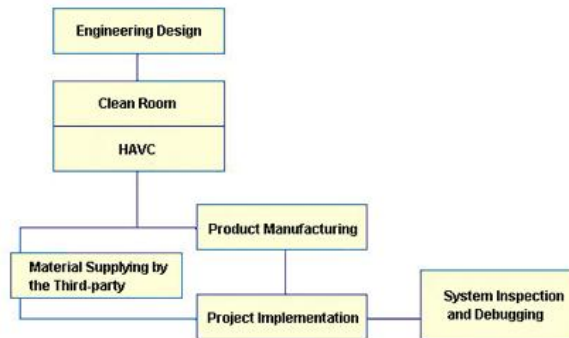 Engineering Design
Clean Room
HAVC
Product Manufacturing
Material Supplying by
the Third-party
Project Implementation
System Inspection
and Debugging